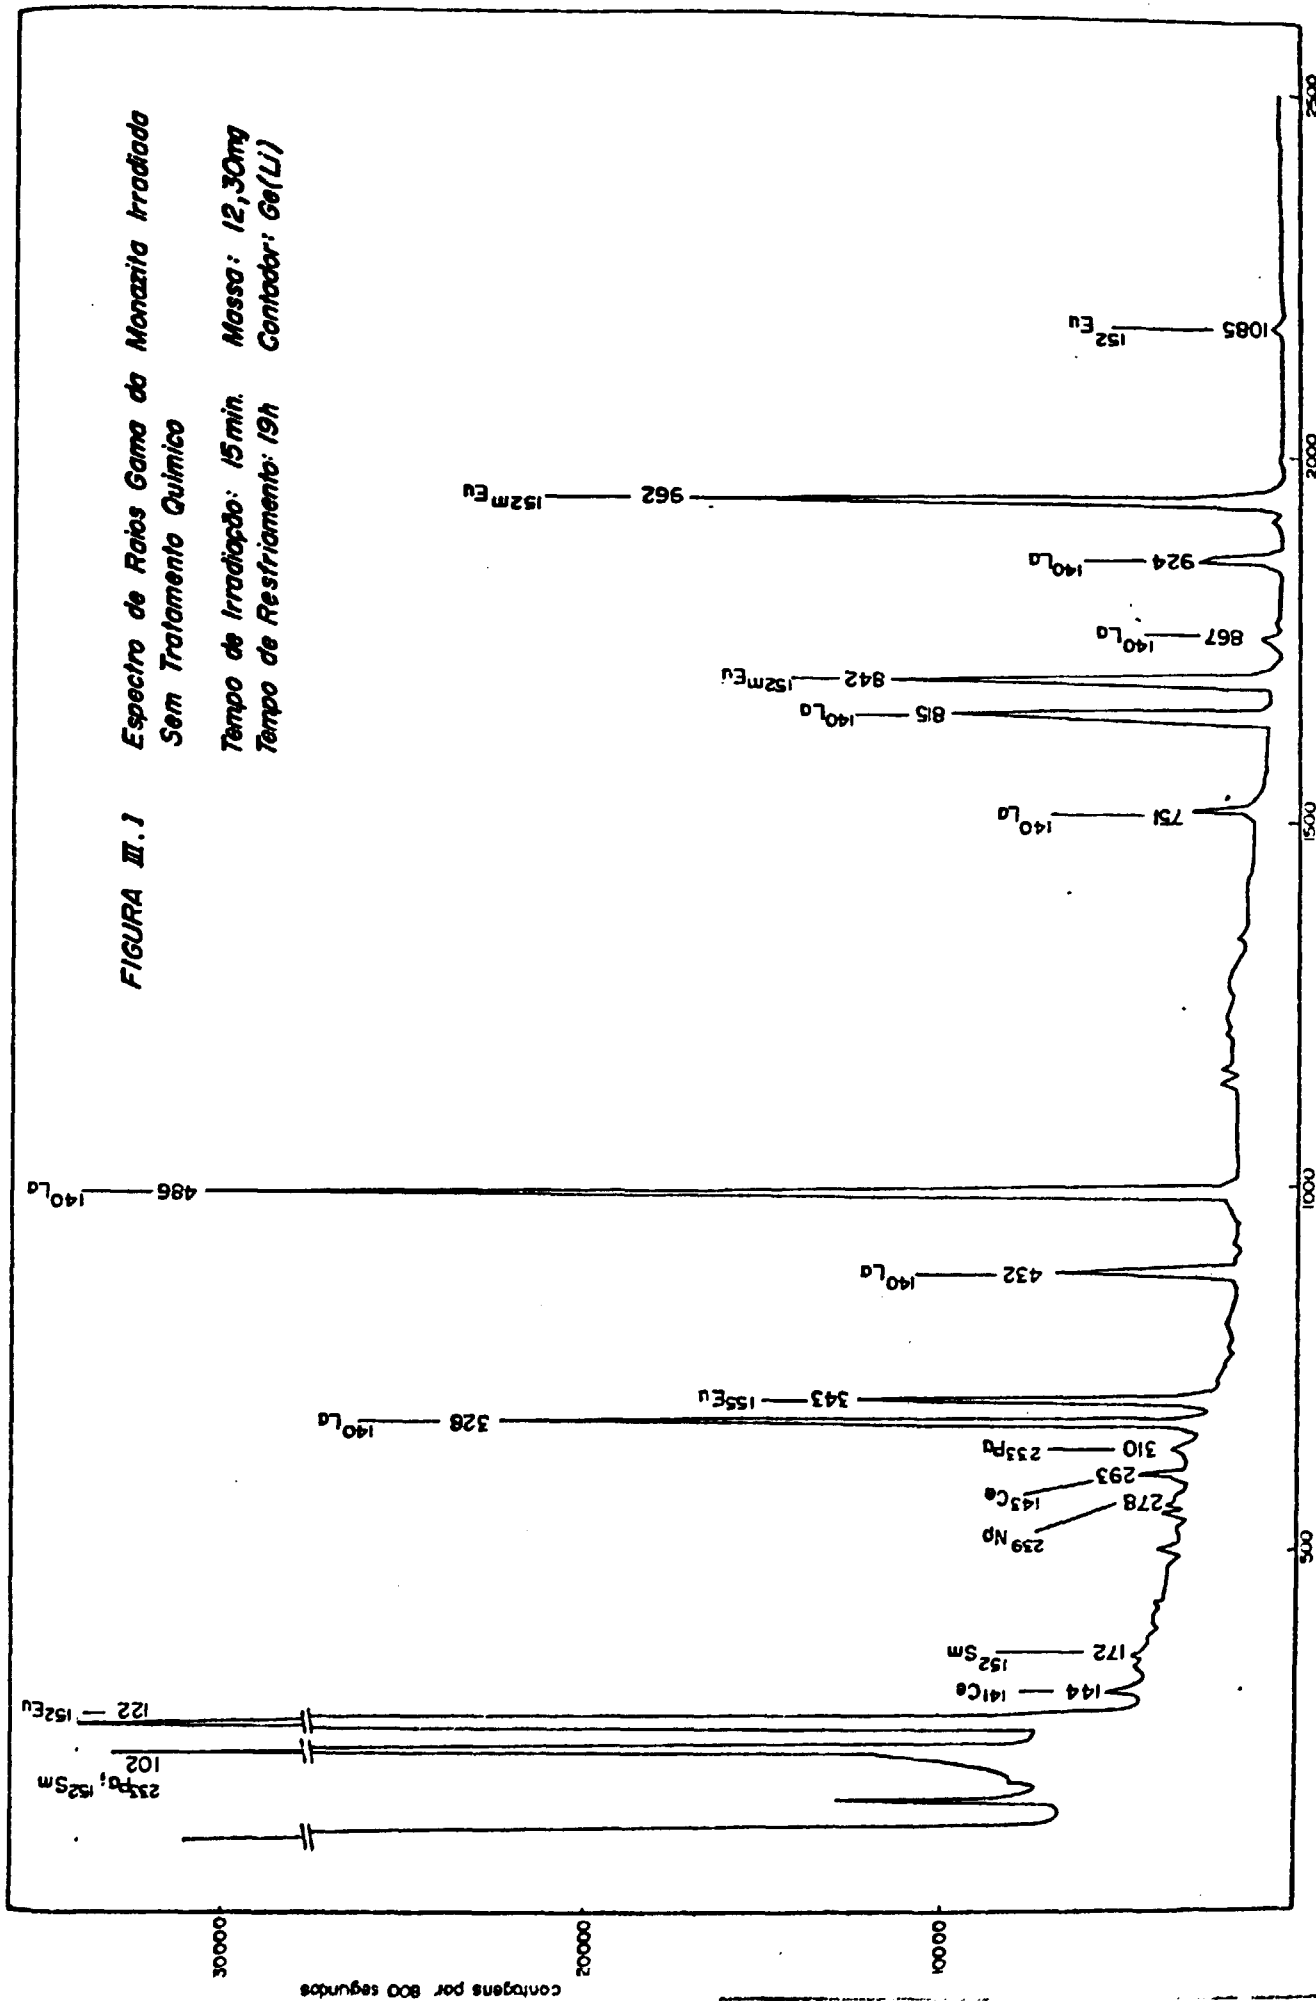 FIGURA III.1 Espectro de Raios Gama da Monazita Irradiada
Sem Tratamento Químico
Tempo de Irradiação: 15 min. Massa: 12,30mg
Tempo de Resfriamento: 19h Contador: Ge(Li)
contagens por 800 segundos
30000
20000
10000
500
1000
1500
2000
2500
233Pa; 152Sm
102
122 — 152Eu
144 — 141Ce
172 — 152Sm
239Np
278
143Ce
293
310 — 233Pa
328 — 140La
343 — 155Eu
432 — 140La
486 — 140La
751 — 140La
815 — 140La
842 — 152mEu
867 — 140La
924 — 140La
962 — 152mEu
1085 — 152Eu